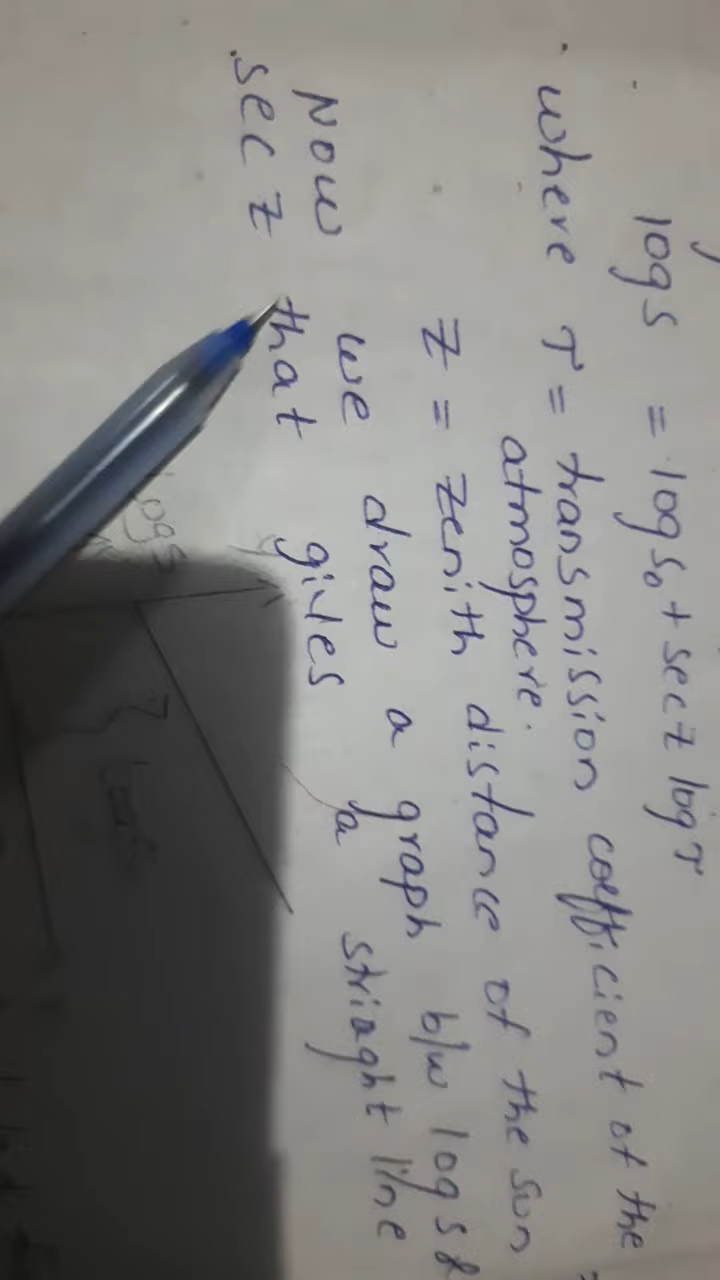 log s = log s₀ + sec z log τ
where τ = transmission coefficient of the
atmosphere.
z = zenith distance of the sun
Now we draw a graph b/w log s &
sec z that gives a striaght line
log s